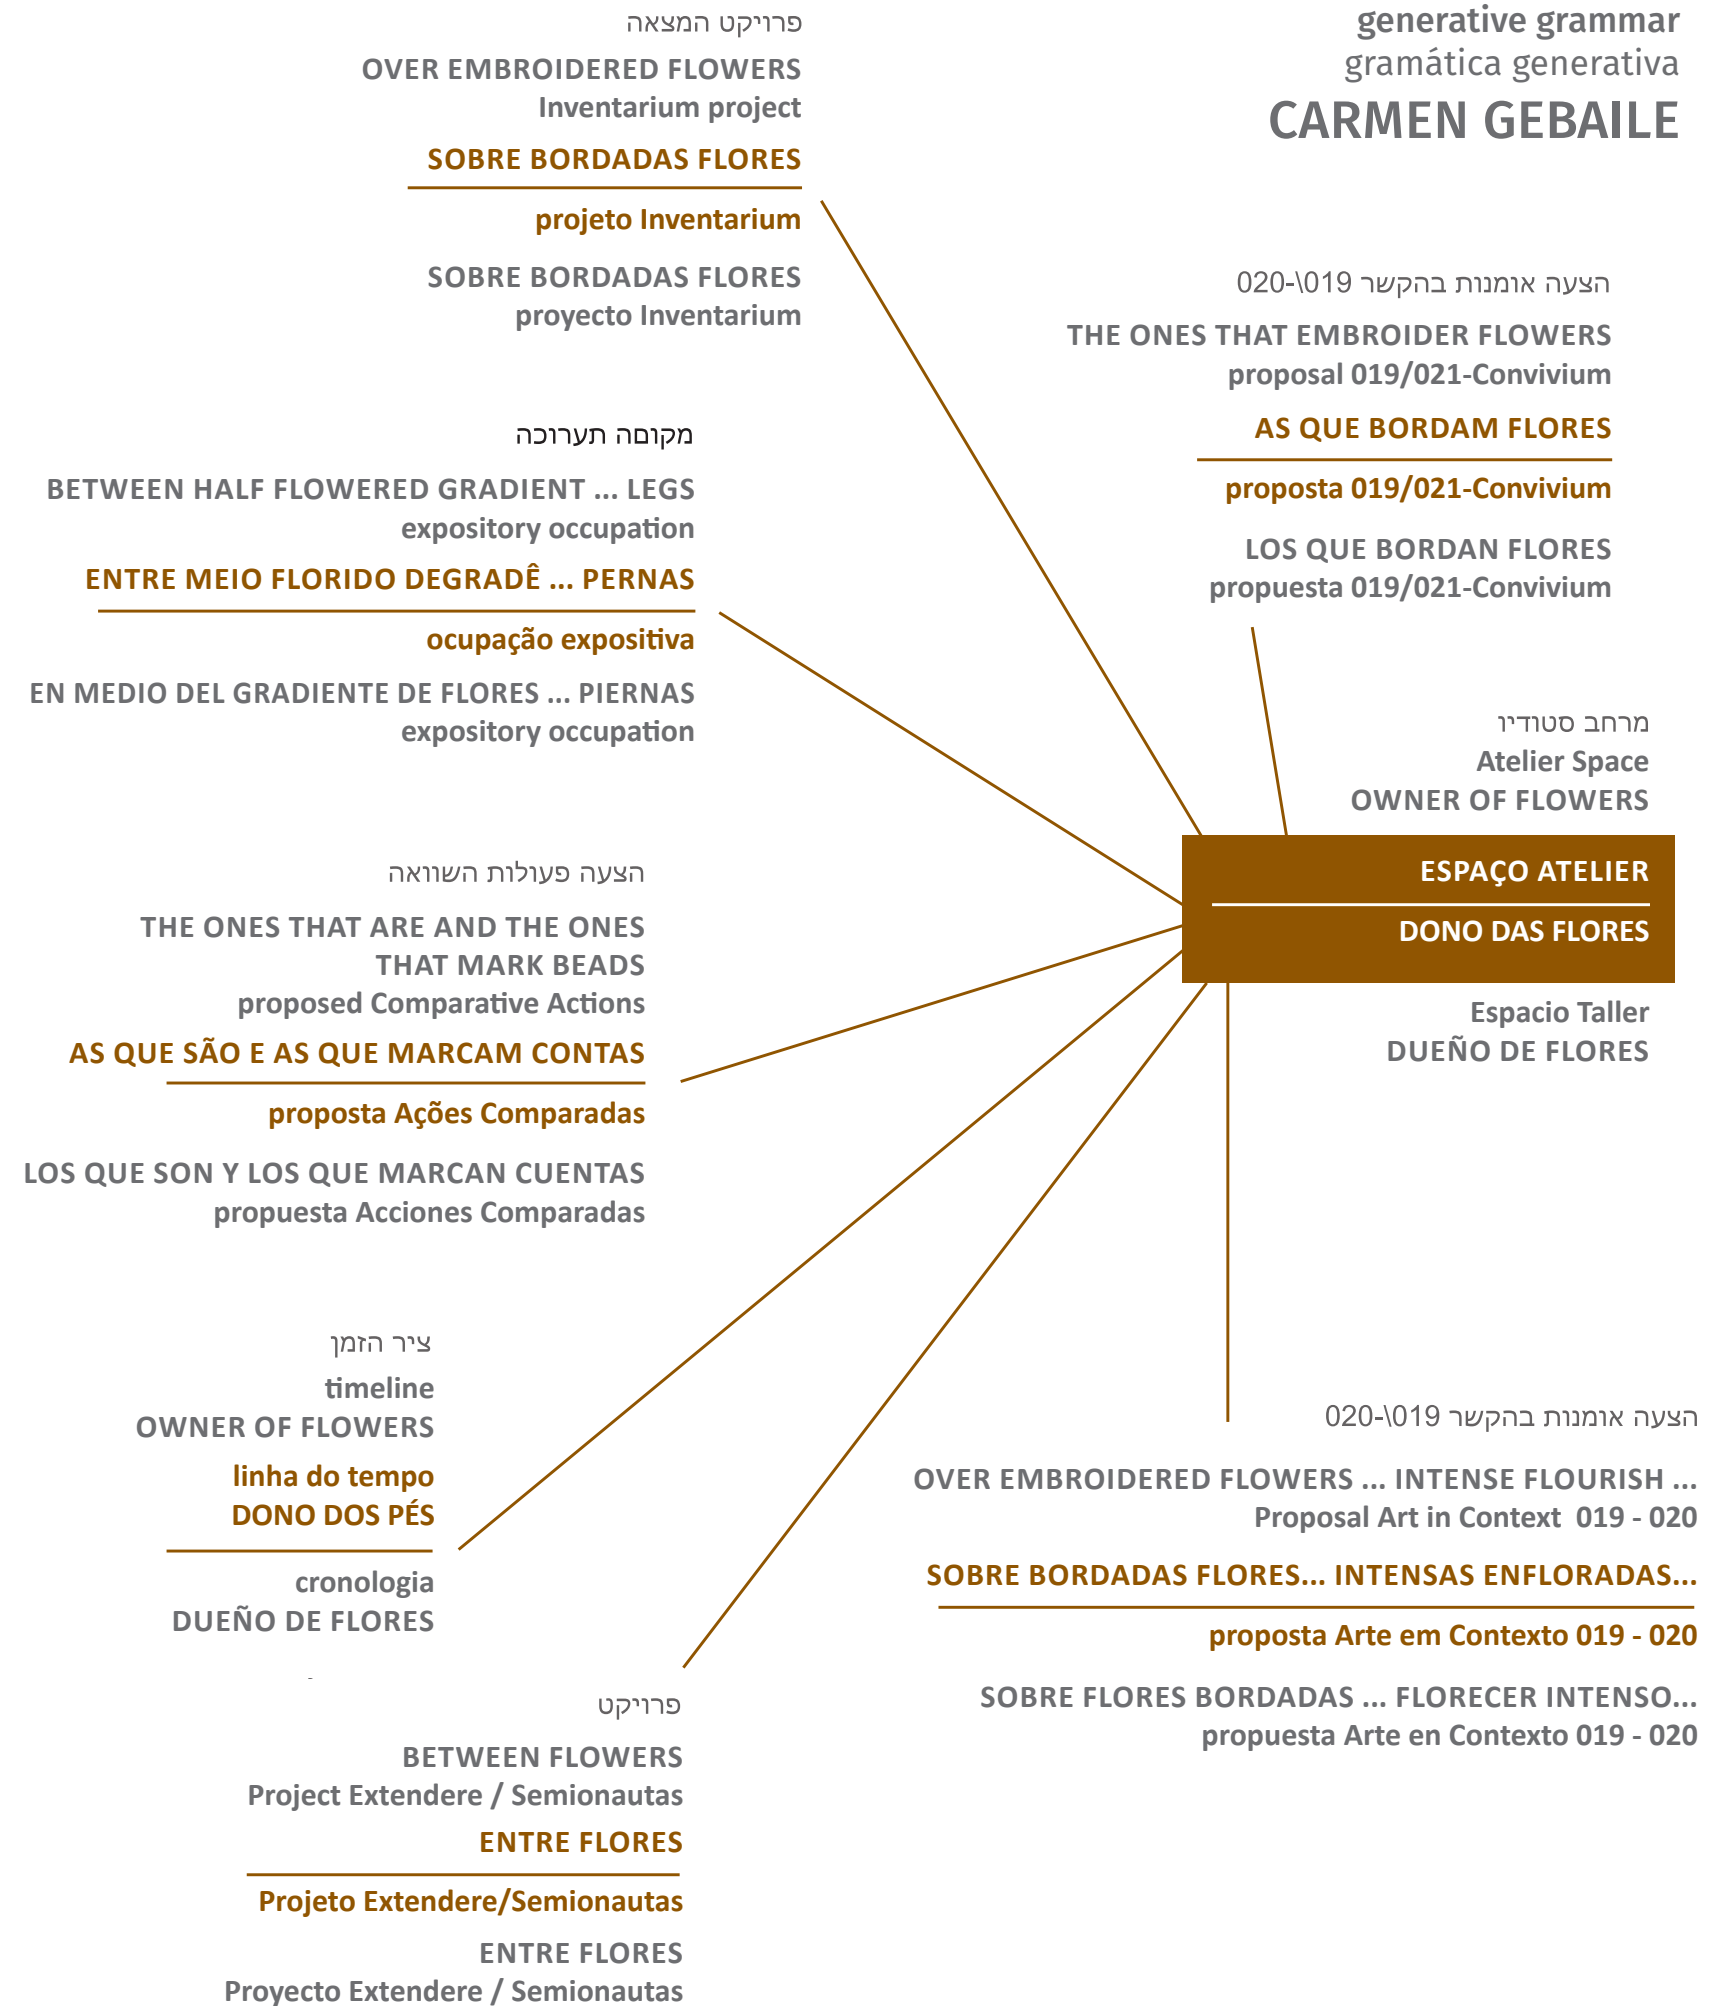 generative grammar
gramática generativa
CARMEN GEBAILE
פרויקט המצאה
OVER EMBROIDERED FLOWERS
Inventarium project
SOBRE BORDADAS FLORES
projeto Inventarium
SOBRE BORDADAS FLORES
proyecto Inventarium
הצעה אומנות בהקשר 019\-020
THE ONES THAT EMBROIDER FLOWERS
proposal 019/021-Convivium
AS QUE BORDAM FLORES
proposta 019/021-Convivium
LOS QUE BORDAN FLORES
propuesta 019/021-Convivium
מקוםה תערוכה
BETWEEN HALF FLOWERED GRADIENT ... LEGS
expository occupation
ENTRE MEIO FLORIDO DEGRADÊ ... PERNAS
ocupação expositiva
EN MEDIO DEL GRADIENTE DE FLORES ... PIERNAS
expository occupation
מרחב סטודיו
Atelier Space
OWNER OF FLOWERS
ESPAÇO ATELIER
DONO DAS FLORES
Espacio Taller
DUEÑO DE FLORES
הצעה פעולות השוואה
THE ONES THAT ARE AND THE ONES
THAT MARK BEADS
proposed Comparative Actions
AS QUE SÃO E AS QUE MARCAM CONTAS
proposta Ações Comparadas
LOS QUE SON Y LOS QUE MARCAN CUENTAS
propuesta Acciones Comparadas
ציר הזמן
timeline
OWNER OF FLOWERS
linha do tempo
DONO DOS PÉS
cronologia
DUEÑO DE FLORES
הצעה אומנות בהקשר 019\-020
OVER EMBROIDERED FLOWERS ... INTENSE FLOURISH ...
Proposal Art in Context 019 - 020
SOBRE BORDADAS FLORES... INTENSAS ENFLORADAS...
proposta Arte em Contexto 019 - 020
SOBRE FLORES BORDADAS ... FLORECER INTENSO...
propuesta Arte en Contexto 019 - 020
פרויקט
BETWEEN FLOWERS
Project Extendere / Semionautas
ENTRE FLORES
Projeto Extendere/Semionautas
ENTRE FLORES
Proyecto Extendere / Semionautas